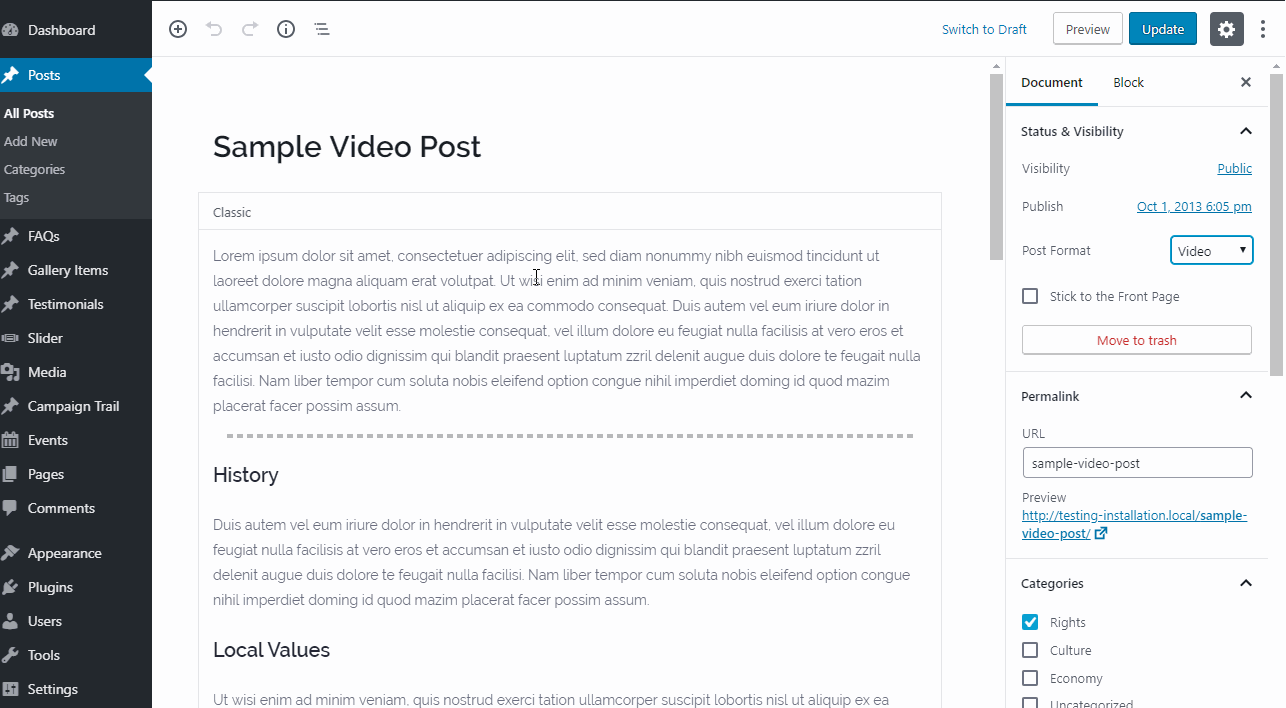 Dashboard
Posts
All Posts
Add New
Categories
Tags
FAQs
Gallery Items
Testimonials
Slider
Media
Campaign Trail
Events
Pages
Comments
Appearance
Plugins
Users
Tools
Settings
Switch to Draft
Preview
Update
Sample Video Post
Classic
Lorem ipsum dolor sit amet, consectetuer adipiscing elit, sed diam nonummy nibh euismod tincidunt ut
laoreet dolore magna aliquam erat volutpat. Ut wisi enim ad minim veniam, quis nostrud exerci tation
ullamcorper suscipit lobortis nisl ut aliquip ex ea commodo consequat. Duis autem vel eum iriure dolor in
hendrerit in vulputate velit esse molestie consequat, vel illum dolore eu feugiat nulla facilisis at vero eros et
accumsan et iusto odio dignissim qui blandit praesent luptatum zzril delenit augue duis dolore te feugait nulla
facilisi. Nam liber tempor cum soluta nobis eleifend option congue nihil imperdiet doming id quod mazim
placerat facer possim assum.
History
Duis autem vel eum iriure dolor in hendrerit in vulputate velit esse molestie consequat, vel illum dolore eu
feugiat nulla facilisis at vero eros et accumsan et iusto odio dignissim qui blandit praesent luptatum zzril
delenit augue duis dolore te feugait nulla facilisi. Nam liber tempor cum soluta nobis eleifend option congue
nihil imperdiet doming id quod mazim placerat facer possim assum.
Local Values
Ut wisi enim ad minim veniam, quis nostrud exerci tation ullamcorper suscipit lobortis nisl ut aliquip ex ea
Document
Block
Status & Visibility
Visibility
Public
Publish
Oct 1, 2013 6:05 pm
Post Format
Video
Stick to the Front Page
Move to trash
Permalink
URL
sample-video-post
Preview
http://testing-installation.local/sample-
video-post/
Categories
Rights
Culture
Economy
Uncategorized